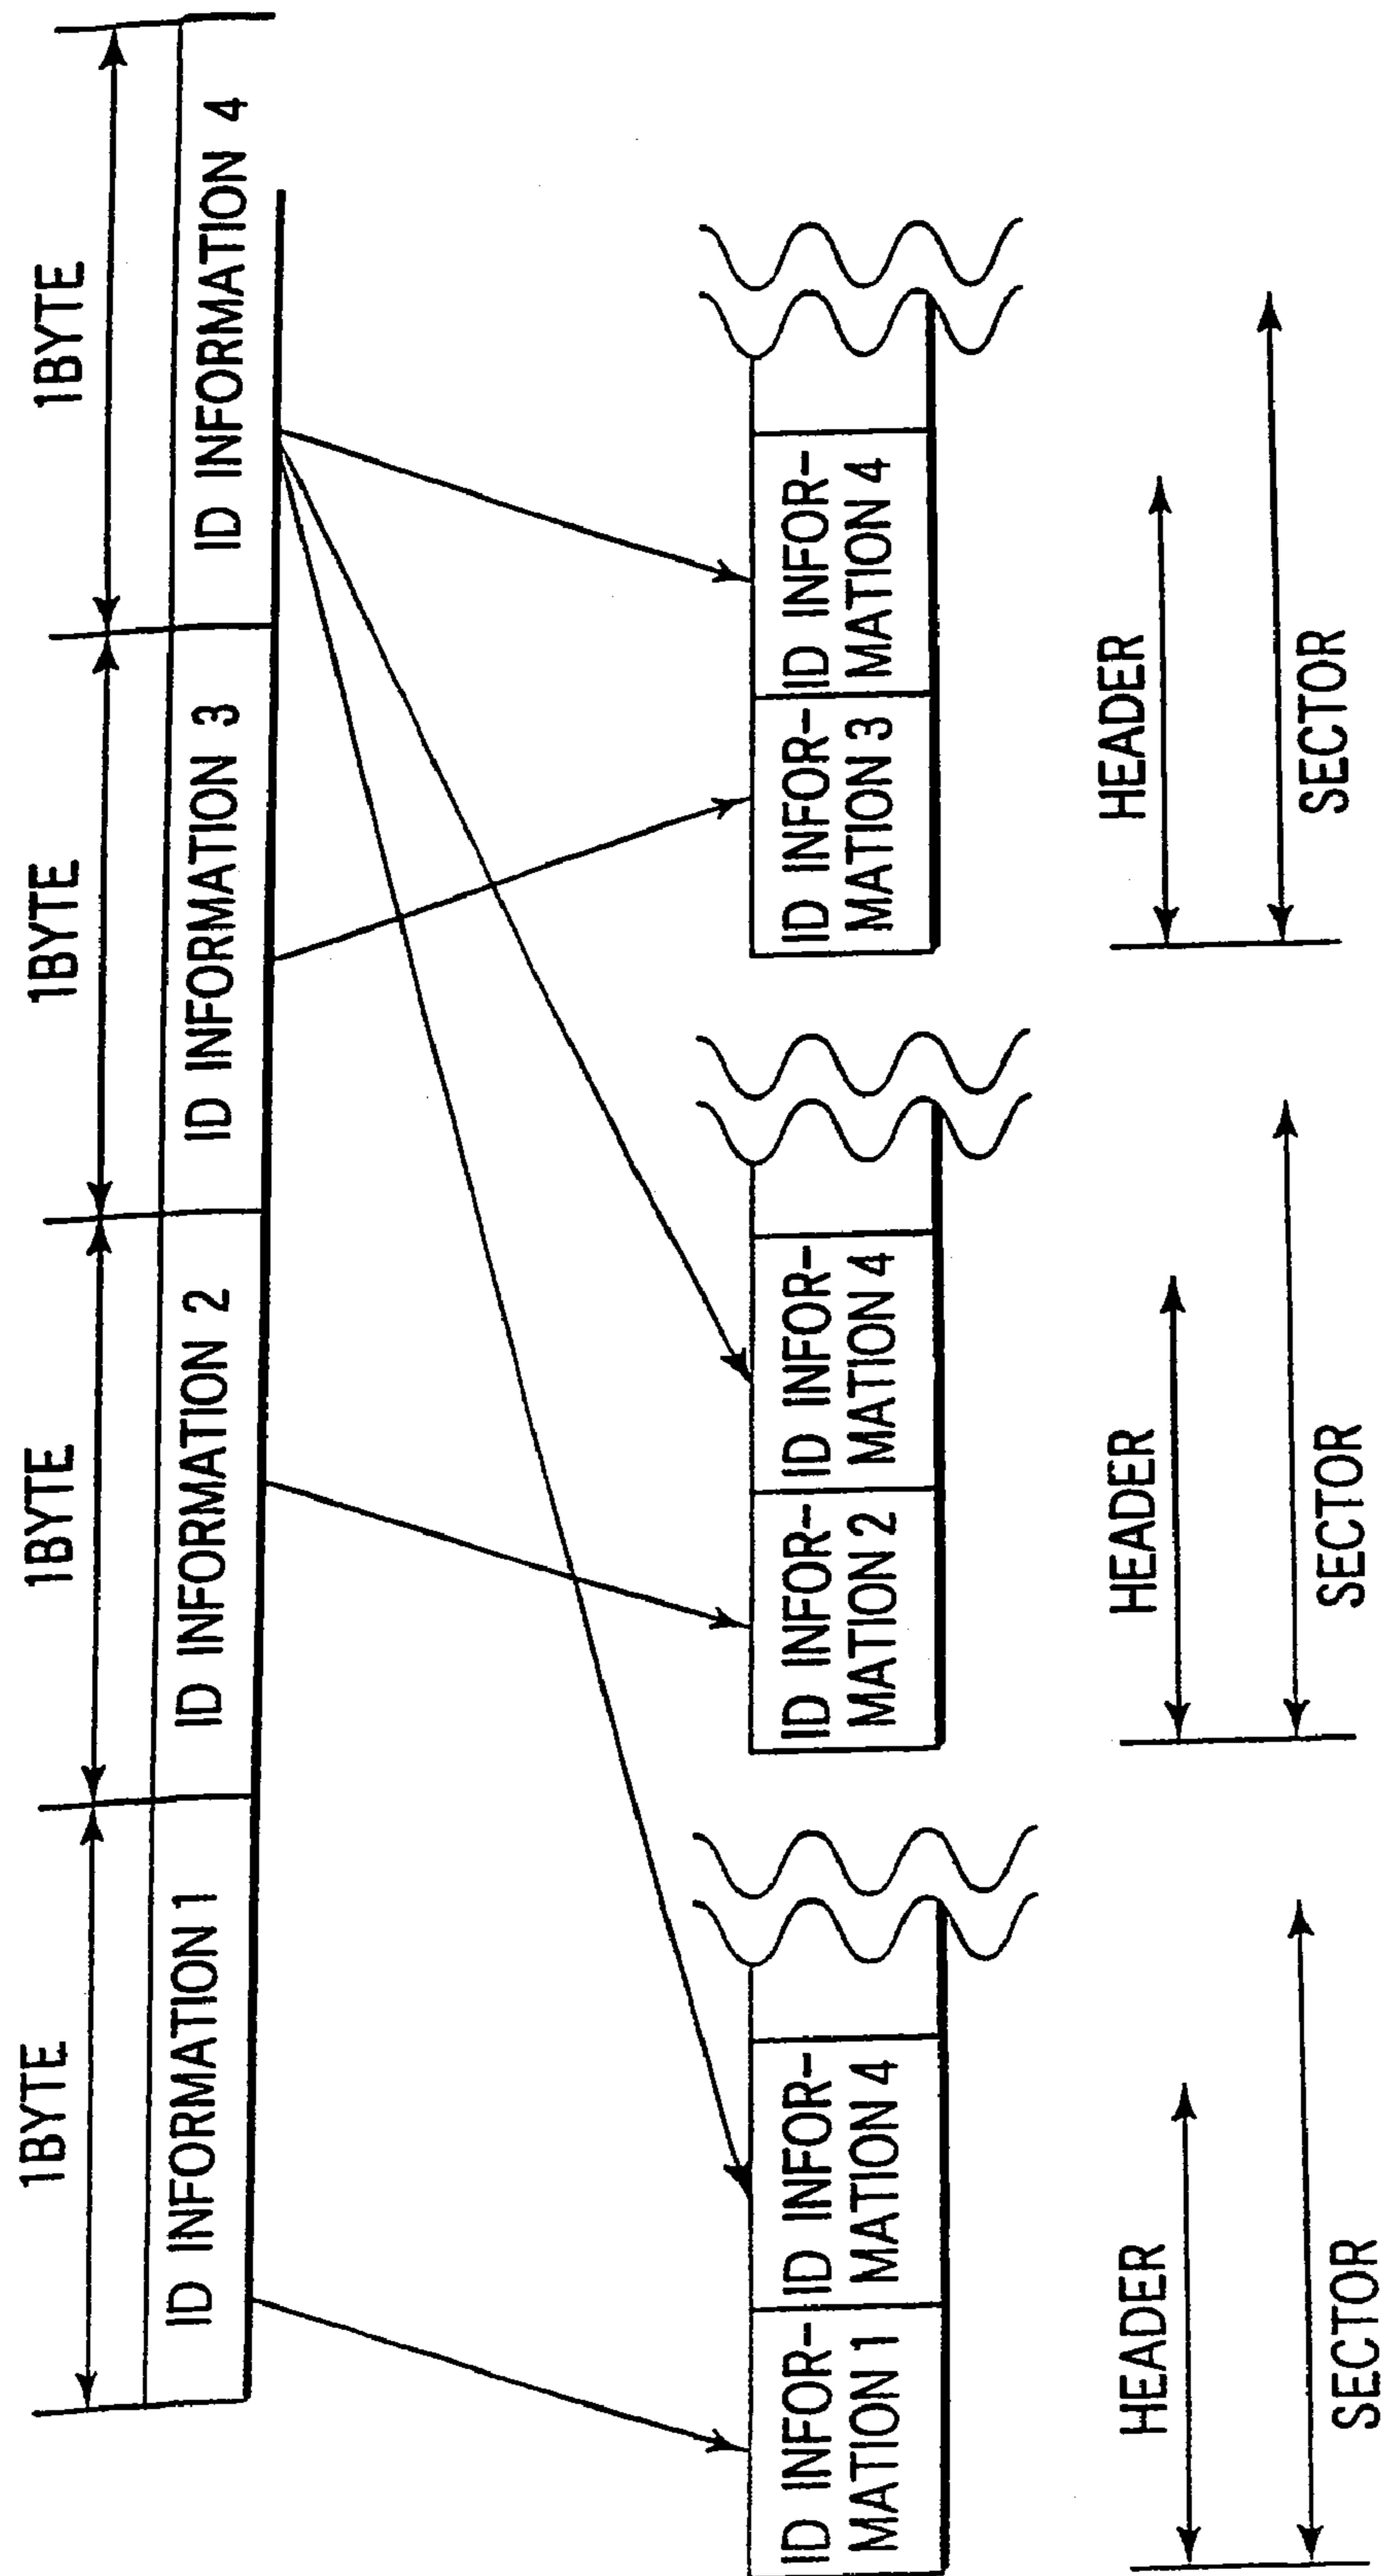 1BYTE
1BYTE
1BYTE
1BYTE
ID INFORMATION 1
ID INFORMATION 2
ID INFORMATION 3
ID INFORMATION 4
ID INFOR-
MATION 1
ID INFOR-
MATION 4
ID INFOR-
MATION 2
ID INFOR-
MATION 4
ID INFOR-
MATION 3
ID INFOR-
MATION 4
HEADER
HEADER
HEADER
SECTOR
SECTOR
SECTOR